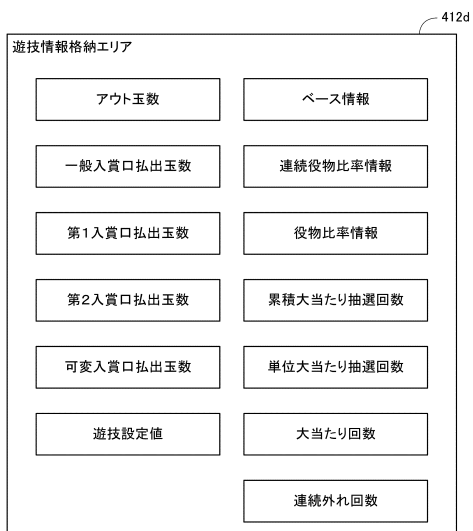 412d
遊技情報格納エリア
アウト玉数
ベース情報
一般入賞口払出玉数
連続役物比率情報
第1入賞口払出玉数
役物比率情報
第2入賞口払出玉数
累積大当たり抽選回数
可変入賞口払出玉数
単位大当たり抽選回数
遊技設定値
大当たり回数
連続外れ回数